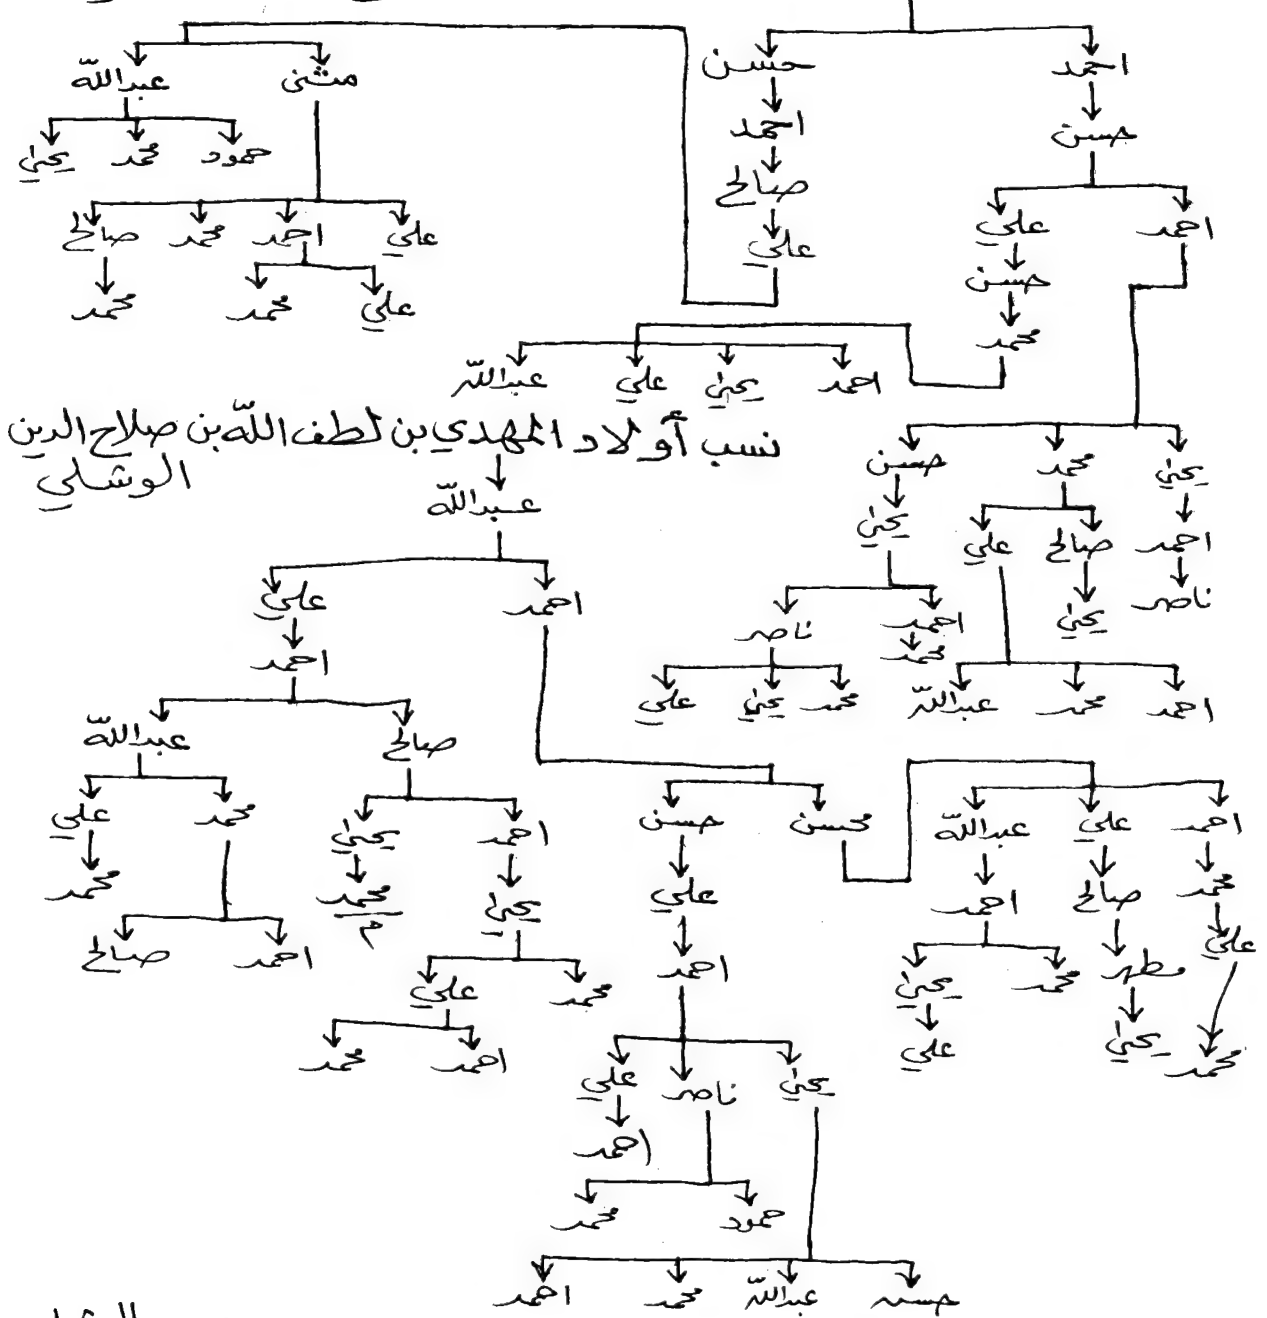 احمد حسن
مثنى عبدالله
حسن احمد
حمود محمد يحيى صالح
علي احمد محمد صالح علي علي احمد
علي محمد محمد حسن
محمد
احمد يحيى علي عبدالله
نسب أولاد المهدي بن لطف الله بن صلاح الدين
الوشلي
يحيى محمد حسن
عبدالله
احمد صالح علي يحيى
ناصر يحيى احمد ناصر احمد علي
محمد
احمد
احمد محمد عبدالله محمد يحيى علي
صالح عبدالله
احمد علي عبدالله محسن حسن
احمد يحيى محمد علي
محمد صالح احمد علي
يحيى محمد محمد
م
علي مطهر محمد يحيى احمد
احمد صالح
محمد علي
محمد يحيى علي
احمد محمد
يحيى ناصر علي
احمد
حمود محمد
حسن عبدالله محمد احمد